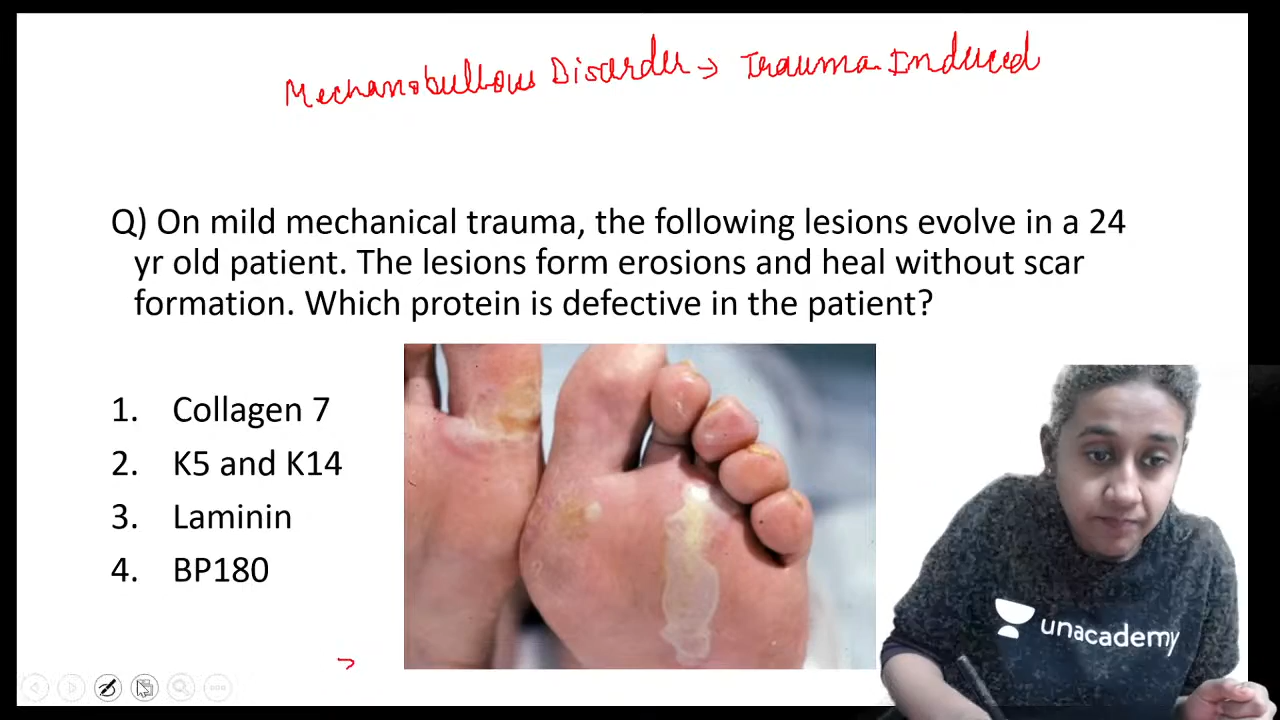 Mechanobullous Disorder → Trauma Induced
Q) On mild mechanical trauma, the following lesions evolve in a 24
yr old patient. The lesions form erosions and heal without scar
formation. Which protein is defective in the patient?
1. Collagen 7
2. K5 and K14
3. Laminin
4. BP180
unacademy